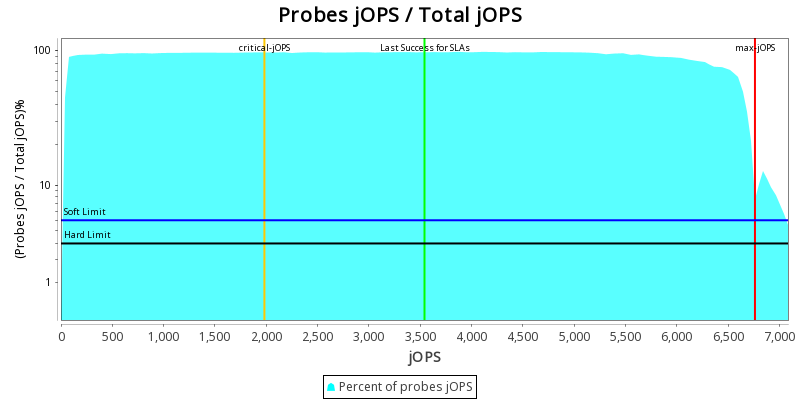 Probes jOPS / Total jOPS
critical-jOPS
Last Success for SLAs
max-jOPS
(Probes jOPS / Total jOPS)%
100
10
1
Soft Limit
Hard Limit
0 500 1,000 1,500 2,000 2,500 3,000 3,500 4,000 4,500 5,000 5,500 6,000 6,500 7,000
jOPS
Percent of probes jOPS